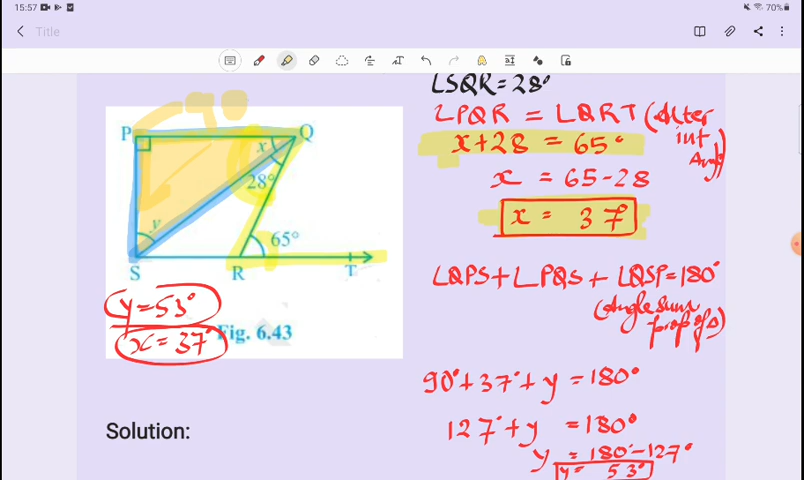 15:57
70%
Title
∠SQR = 28°
∠PQR = ∠QRT (Alter int Ang)
x+28 = 65°
x = 65-28
x = 37°
P
Q
x
28°
y
65°
S
R
T
y = 53°
x = 37°
Fig. 6.43
∠QPS + ∠PQS + ∠QSP = 180°
(Angle sum prop of Δ)
90° + 37° + y = 180°
127° + y = 180°
y = 180° - 127°
y = 53°
Solution: